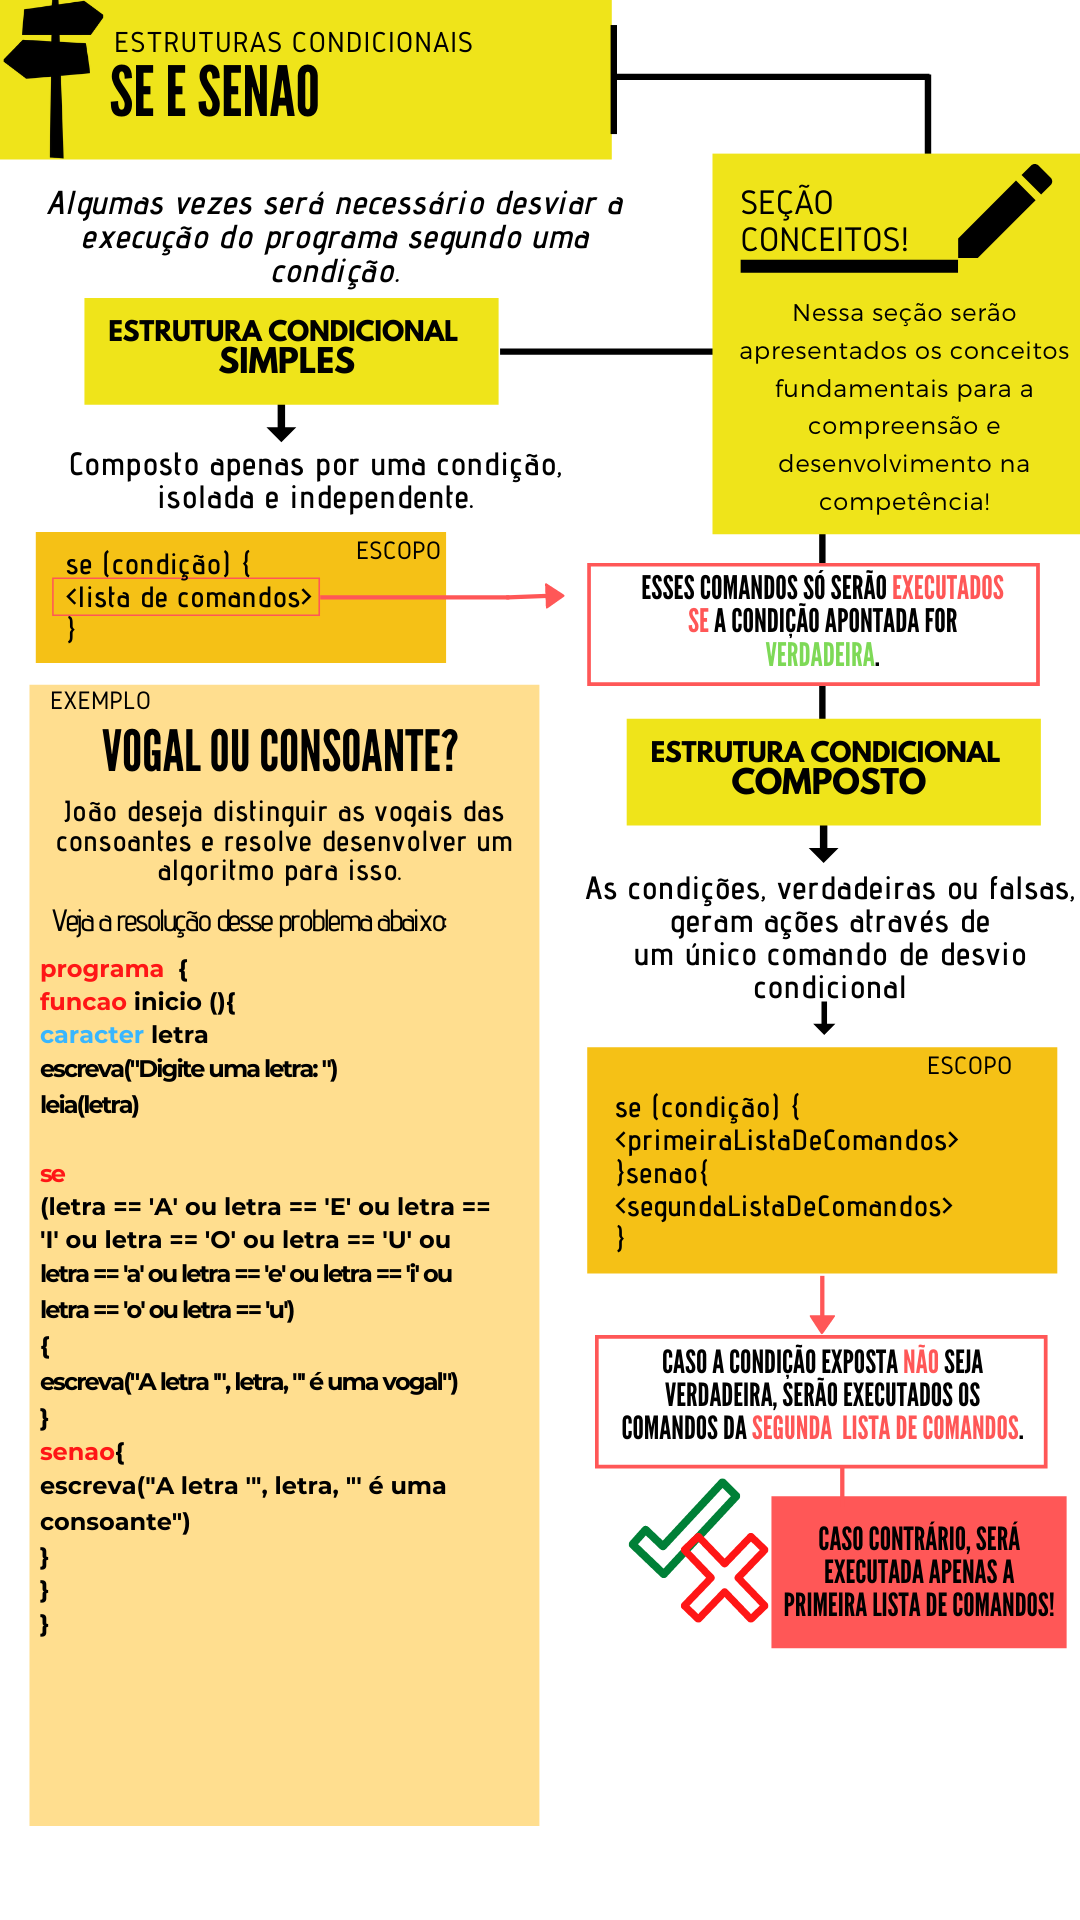 ESTRUTURAS CONDICIONAIS
SE E SENAO
Algumas vezes será necessário desviar a
execução do programa segundo uma
condição.
SEÇÃO
CONCEITOS!
Nessa seção serão
apresentados os conceitos
fundamentais para a
compreensão e
desenvolvimento na
competência!
ESTRUTURA CONDICIONAL
SIMPLES
Composto apenas por uma condição,
isolada e independente.
ESCOPO
se (condição) {
<lista de comandos>
}
ESSES COMANDOS SÓ SERÃO EXECUTADOS
SE A CONDIÇÃO APONTADA FOR
VERDADEIRA.
EXEMPLO
VOGAL OU CONSOANTE?
João deseja distinguir as vogais das
consoantes e resolve desenvolver um
algoritmo para isso.
Veja a resolução desse problema abaixo:
programa  {
funcao inicio (){
caracter letra
escreva("Digite uma letra: ")
leia(letra)
se
(letra == 'A' ou letra == 'E' ou letra ==
'I' ou letra == 'O' ou letra == 'U' ou
letra == 'a' ou letra == 'e' ou letra == 'i' ou
letra == 'o' ou letra == 'u')
{
escreva("A letra '", letra, "' é uma vogal")
}
senao{
escreva("A letra '", letra, "' é uma
consoante")
}
}
}
ESTRUTURA CONDICIONAL
COMPOSTO
As condições, verdadeiras ou falsas,
geram ações através de
um único comando de desvio
condicional
ESCOPO
se (condição) {
<primeiraListaDeComandos>
}senao{
<segundaListaDeComandos>
}
CASO A CONDIÇÃO EXPOSTA NÃO SEJA
VERDADEIRA, SERÃO EXECUTADOS OS
COMANDOS DA SEGUNDA  LISTA DE COMANDOS.
CASO CONTRÁRIO, SERÁ
EXECUTADA APENAS A
PRIMEIRA LISTA DE COMANDOS!